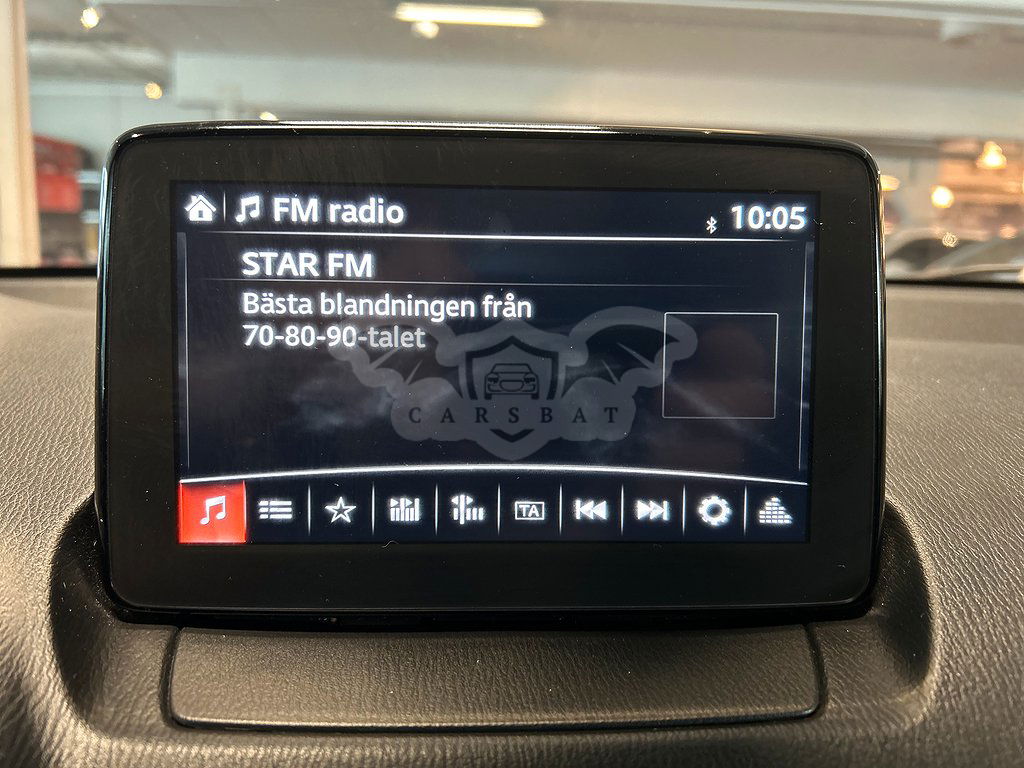 FM radio
10:05
STAR FM
Bästa blandningen från
70-80-90-talet
CARSBAT
TA